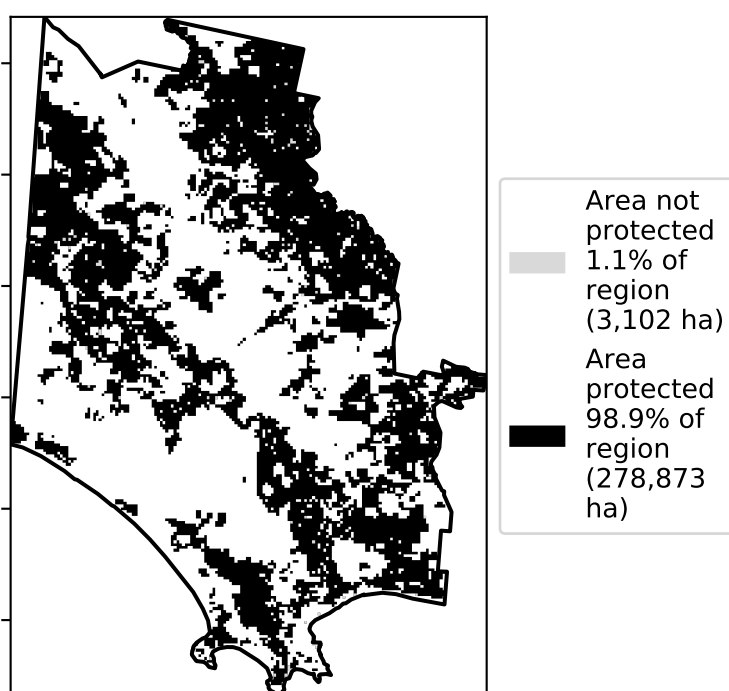 Area not
protected
1.1% of
region
(3,102 ha)
Area
protected
98.9% of
region
(278,873
ha)